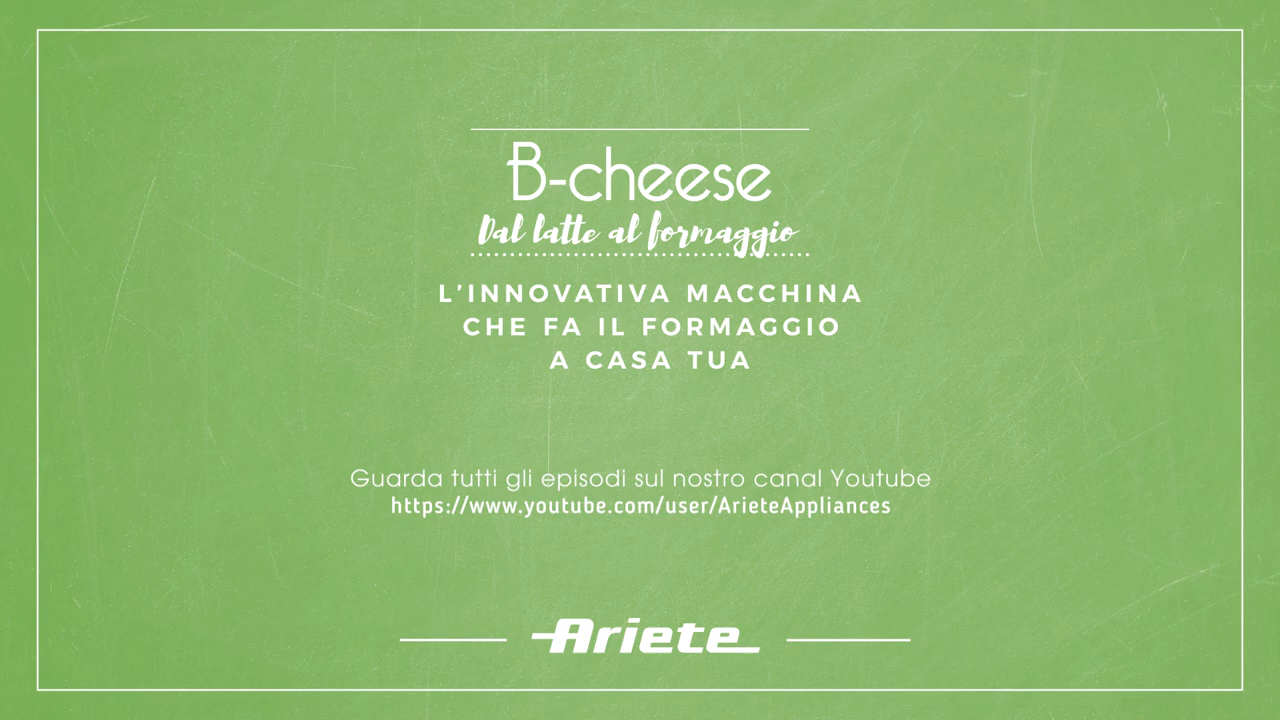 B-cheese
Dal latte al formaggio
L'INNOVATIVA MACCHINA
CHE FA IL FORMAGGIO
A CASA TUA
Guarda tutti gli episodi sul nostro canal Youtube
https://www.youtube.com/user/ArieteAppliances
Ariete